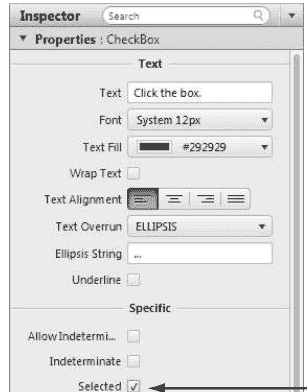 Inspector Search
Properties : CheckBox
Text
Text Click the box.
Font System 12px
Text Fill #292929
Wrap Text
Text Alignment
Text Overrun ELLIPSIS
Ellipsis String ...
Underline
Specific
Allow Indetermi...
Indeterminate
Selected